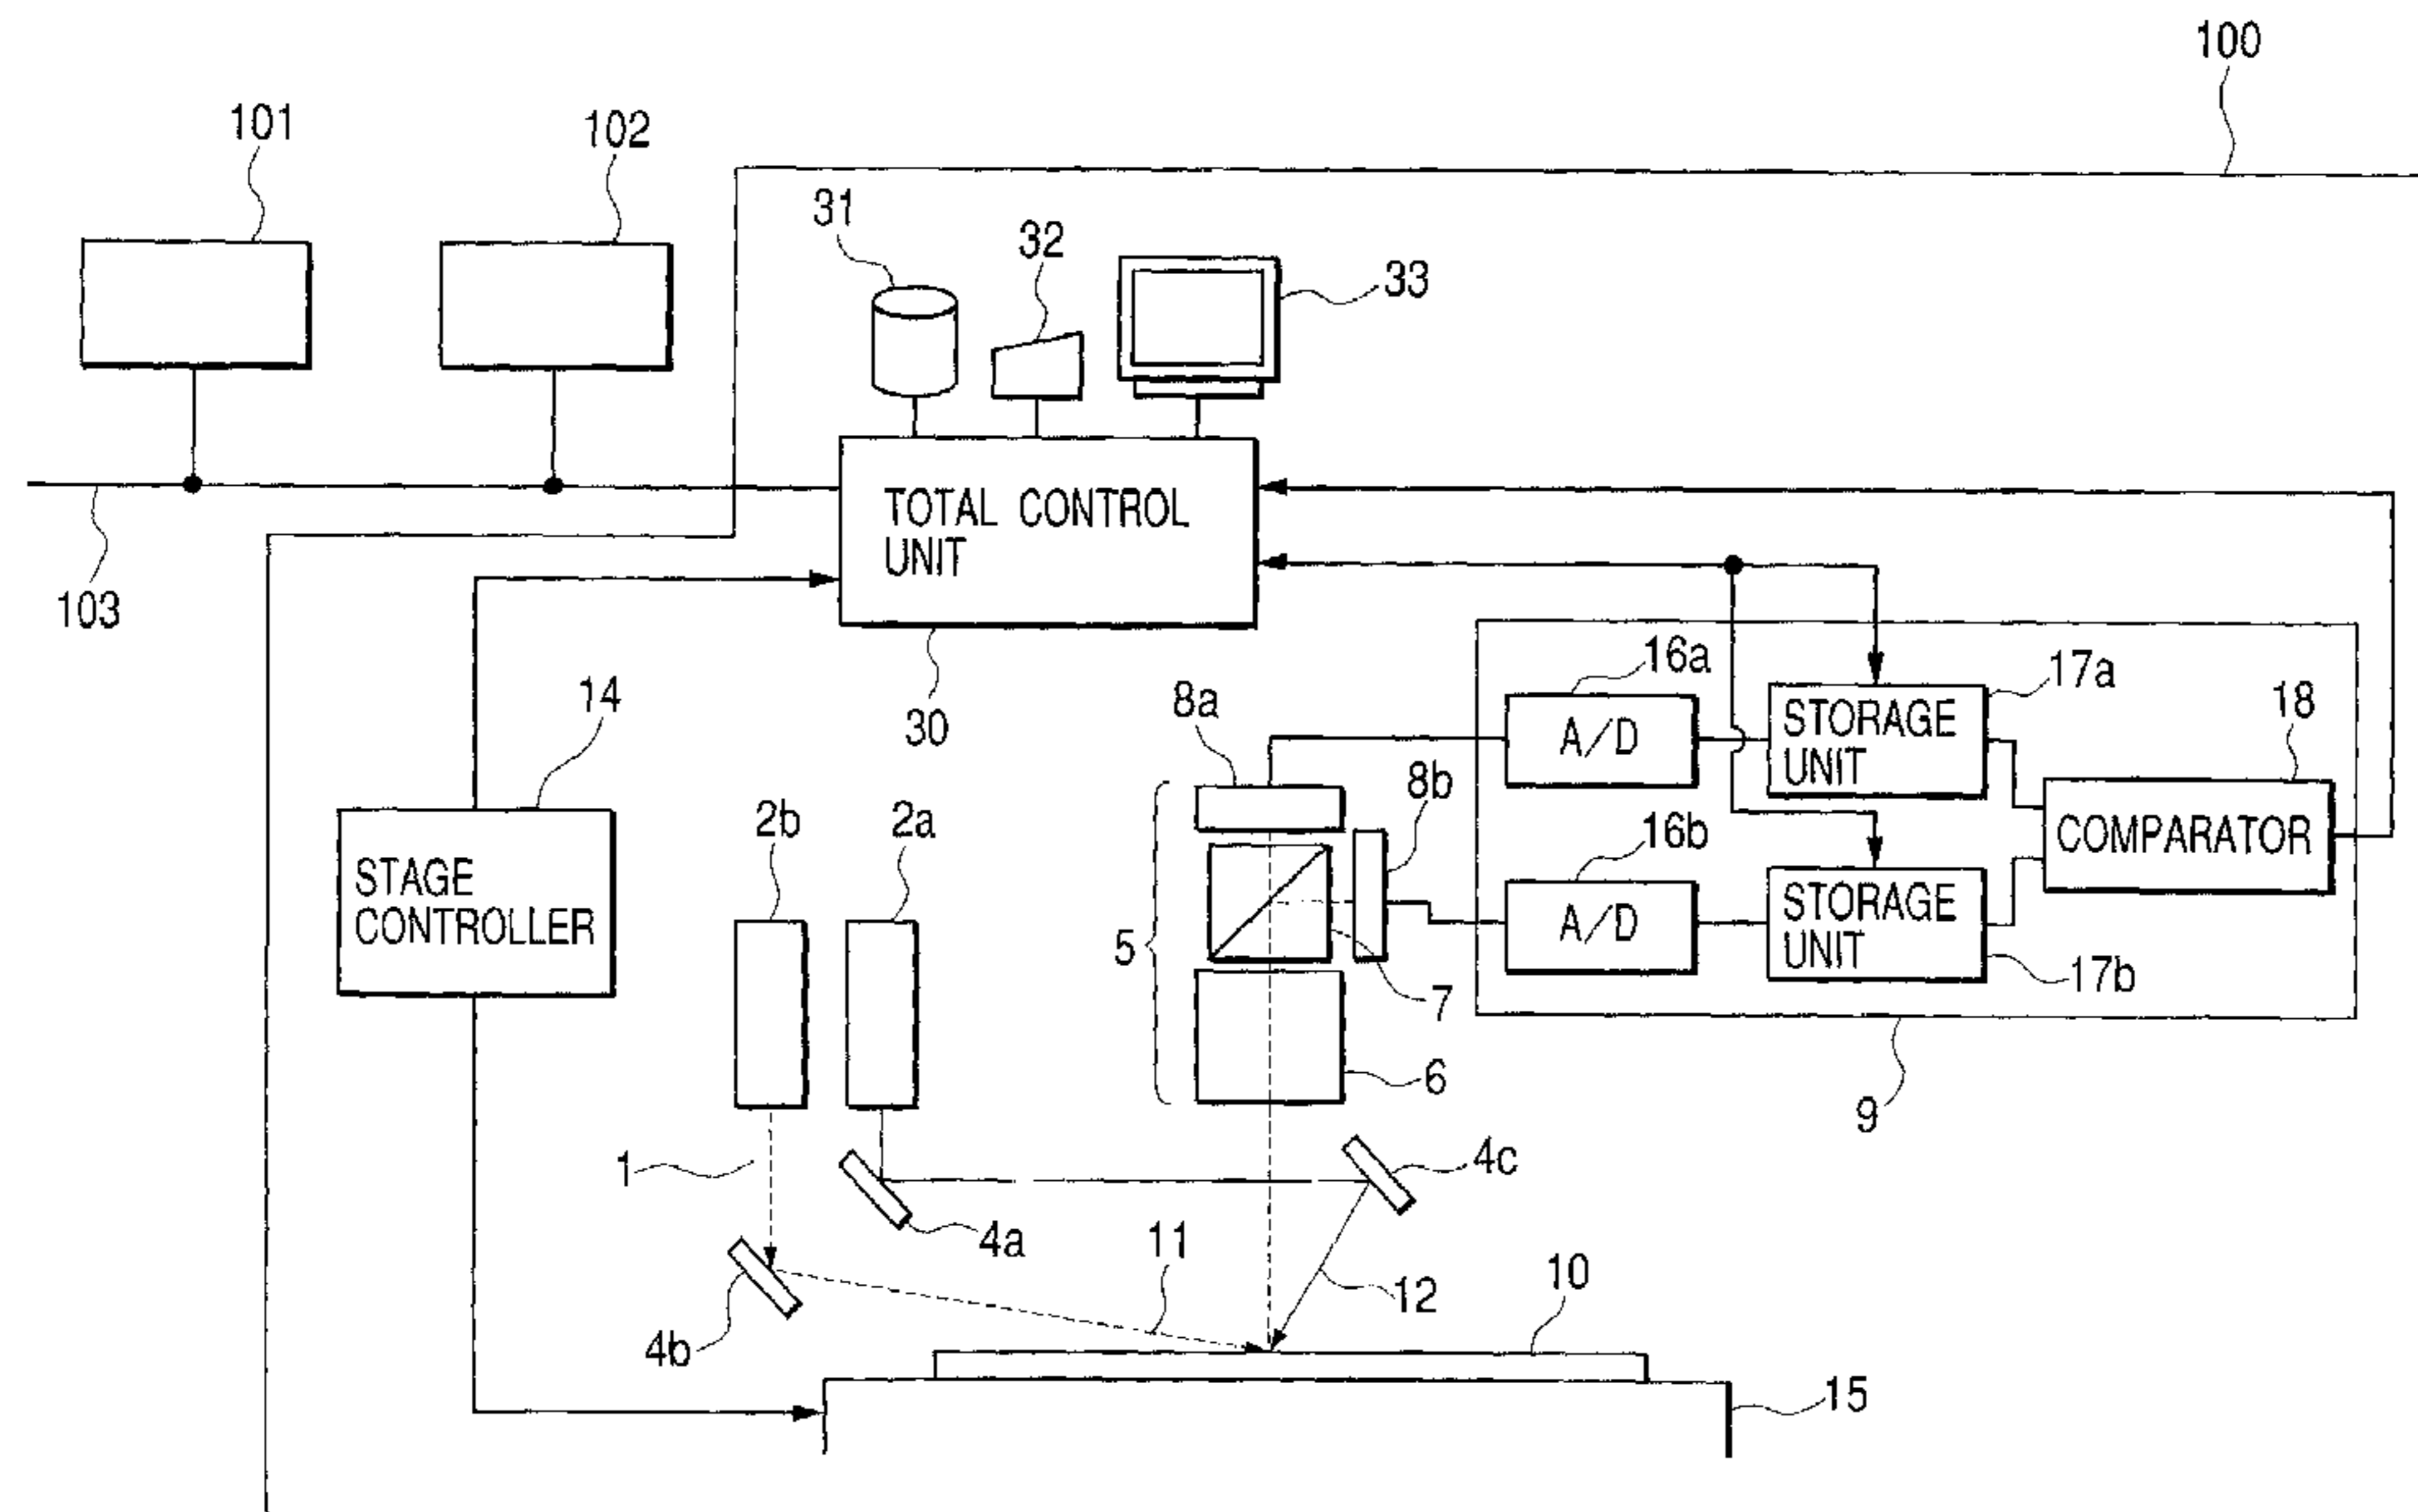 100
101
102
31
32
33
TOTAL CONTROL
UNIT
103
30
14
STAGE
CONTROLLER
2b
2a
8a
8b
5
7
6
16a
A/D
17a
STORAGE
UNIT
18
COMPARATOR
16b
A/D
STORAGE
UNIT
17b
9
1
4a
4c
4b
11
12
10
15